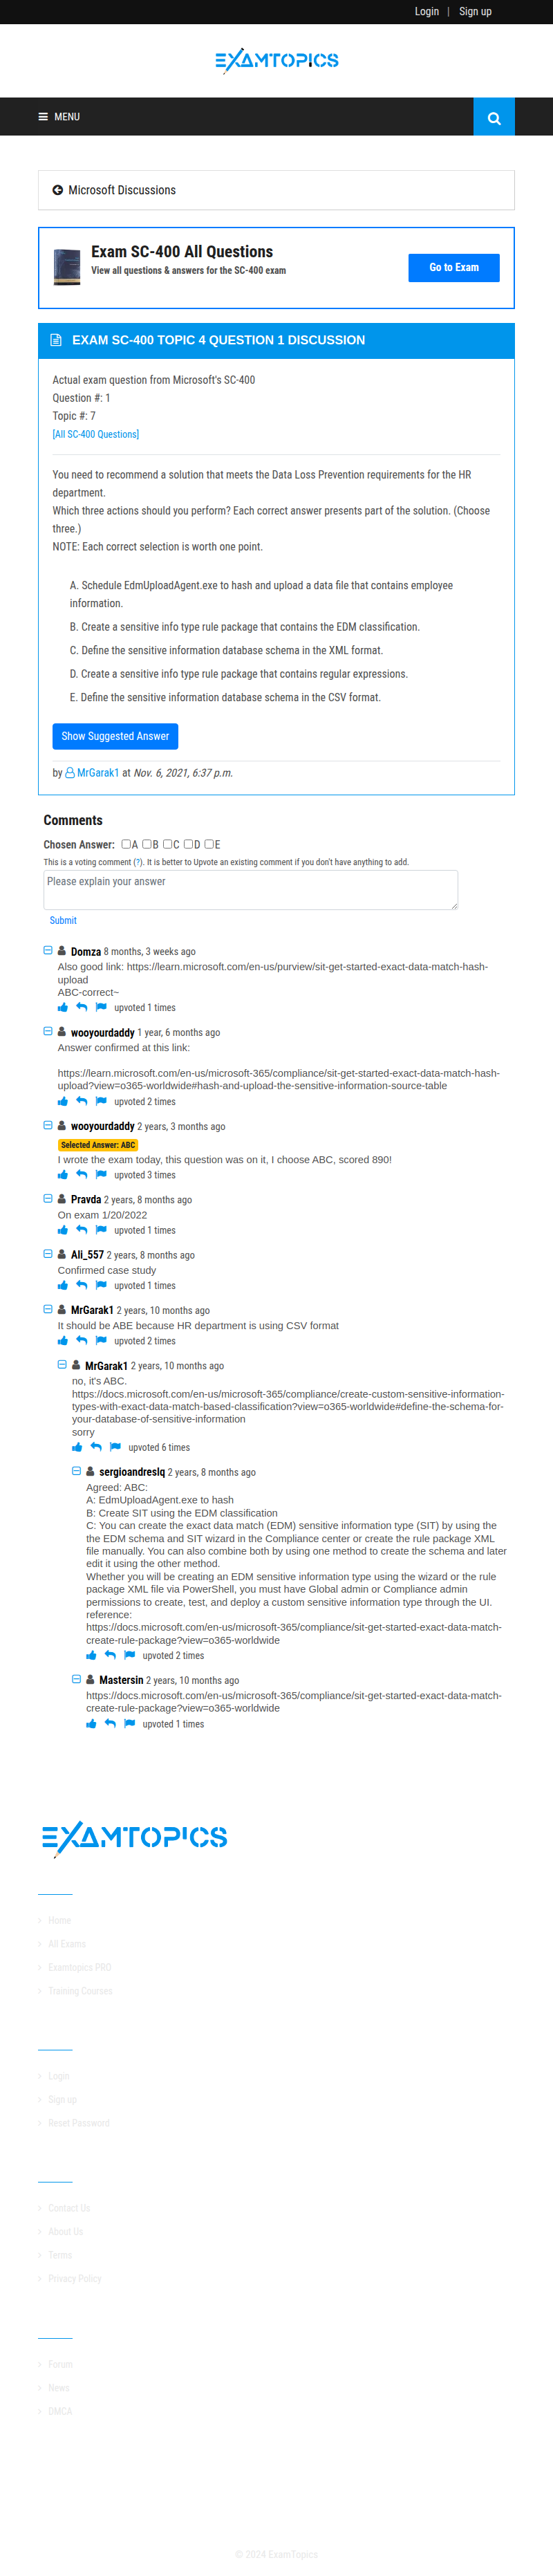 Login | Sign up
EXAMTOPICS
MENU
Microsoft Discussions
Exam SC-400 All Questions
View all questions & answers for the SC-400 exam
Go to Exam
EXAM SC-400 TOPIC 4 QUESTION 1 DISCUSSION
Actual exam question from Microsoft's SC-400
Question #: 1
Topic #: 7
[All SC-400 Questions]
You need to recommend a solution that meets the Data Loss Prevention requirements for the HR
department.
Which three actions should you perform? Each correct answer presents part of the solution. (Choose
three.)
NOTE: Each correct selection is worth one point.
A. Schedule EdmUploadAgent.exe to hash and upload a data file that contains employee
information.
B. Create a sensitive info type rule package that contains the EDM classification.
C. Define the sensitive information database schema in the XML format.
D. Create a sensitive info type rule package that contains regular expressions.
E. Define the sensitive information database schema in the CSV format.
Show Suggested Answer
by MrGarak1 at Nov. 6, 2021, 6:37 p.m.
Comments
Chosen Answer: A B C D E
This is a voting comment (?). It is better to Upvote an existing comment if you don't have anything to add.
Please explain your answer
Submit
Domza 8 months, 3 weeks ago
Also good link: https://learn.microsoft.com/en-us/purview/sit-get-started-exact-data-match-hash-
upload
ABC-correct~
upvoted 1 times
wooyourdaddy 1 year, 6 months ago
Answer confirmed at this link:
https://learn.microsoft.com/en-us/microsoft-365/compliance/sit-get-started-exact-data-match-hash-
upload?view=o365-worldwide#hash-and-upload-the-sensitive-information-source-table
upvoted 2 times
wooyourdaddy 2 years, 3 months ago
Selected Answer: ABC
I wrote the exam today, this question was on it, I choose ABC, scored 890!
upvoted 3 times
Pravda 2 years, 8 months ago
On exam 1/20/2022
upvoted 1 times
Ali_557 2 years, 8 months ago
Confirmed case study
upvoted 1 times
MrGarak1 2 years, 10 months ago
It should be ABE because HR department is using CSV format
upvoted 2 times
MrGarak1 2 years, 10 months ago
no, it's ABC.
https://docs.microsoft.com/en-us/microsoft-365/compliance/create-custom-sensitive-information-
types-with-exact-data-match-based-classification?view=o365-worldwide#define-the-schema-for-
your-database-of-sensitive-information
sorry
upvoted 6 times
sergioandreslq 2 years, 8 months ago
Agreed: ABC:
A: EdmUploadAgent.exe to hash
B: Create SIT using the EDM classification
C: You can create the exact data match (EDM) sensitive information type (SIT) by using the
the EDM schema and SIT wizard in the Compliance center or create the rule package XML
file manually. You can also combine both by using one method to create the schema and later
edit it using the other method.
Whether you will be creating an EDM sensitive information type using the wizard or the rule
package XML file via PowerShell, you must have Global admin or Compliance admin
permissions to create, test, and deploy a custom sensitive information type through the UI.
reference:
https://docs.microsoft.com/en-us/microsoft-365/compliance/sit-get-started-exact-data-match-
create-rule-package?view=o365-worldwide
upvoted 2 times
Mastersin 2 years, 10 months ago
https://docs.microsoft.com/en-us/microsoft-365/compliance/sit-get-started-exact-data-match-
create-rule-package?view=o365-worldwide
upvoted 1 times
EXAMTOPICS
Home
All Exams
Examtopics PRO
Training Courses
Login
Sign up
Reset Password
Contact Us
About Us
Terms
Privacy Policy
Forum
News
DMCA
© 2024 ExamTopics